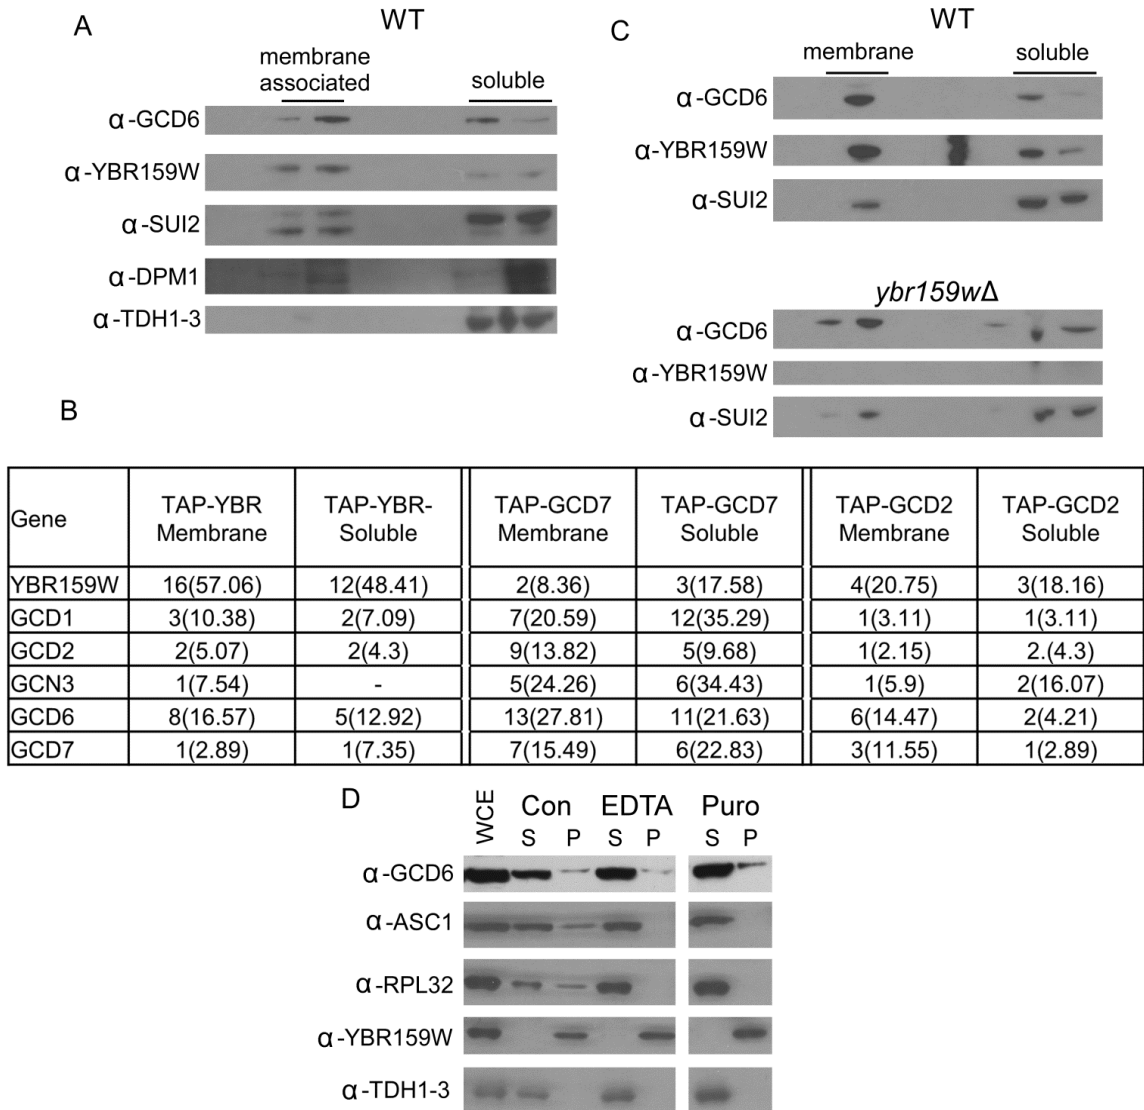 A
WT
membrane
associated
soluble
α-GCD6
α-YBR159W
α-SUI2
α-DPM1
α-TDH1-3
C
WT
membrane
soluble
α-GCD6
α-YBR159W
α-SUI2
ybr159wΔ
α-GCD6
α-YBR159W
α-SUI2
B
Gene TAP-YBR Membrane TAP-YBR- Soluble TAP-GCD7 Membrane TAP-GCD7 Soluble TAP-GCD2 Membrane TAP-GCD2 Soluble
YBR159W 16(57.06) 12(48.41) 2(8.36) 3(17.58) 4(20.75) 3(18.16)
GCD1 3(10.38) 2(7.09) 7(20.59) 12(35.29) 1(3.11) 1(3.11)
GCD2 2(5.07) 2(4.3) 9(13.82) 5(9.68) 1(2.15) 2.(4.3)
GCN3 1(7.54) - 5(24.26) 6(34.43) 1(5.9) 2(16.07)
GCD6 8(16.57) 5(12.92) 13(27.81) 11(21.63) 6(14.47) 2(4.21)
GCD7 1(2.89) 1(7.35) 7(15.49) 6(22.83) 3(11.55) 1(2.89)
D
WCE Con EDTA Puro
S P S P S P
α-GCD6
α-ASC1
α-RPL32
α-YBR159W
α-TDH1-3